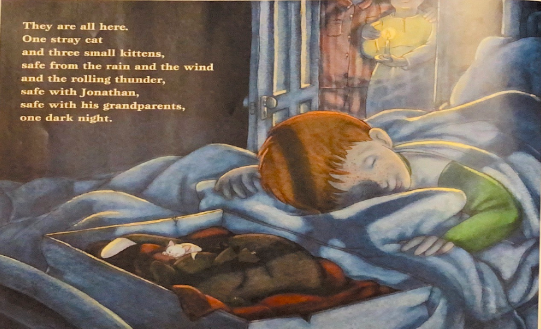 They are all here.
One stray cat
and three small kittens,
safe from the rain and the wind
and the rolling thunder,
safe with Jonathan,
safe with his grandparents,
one dark night.